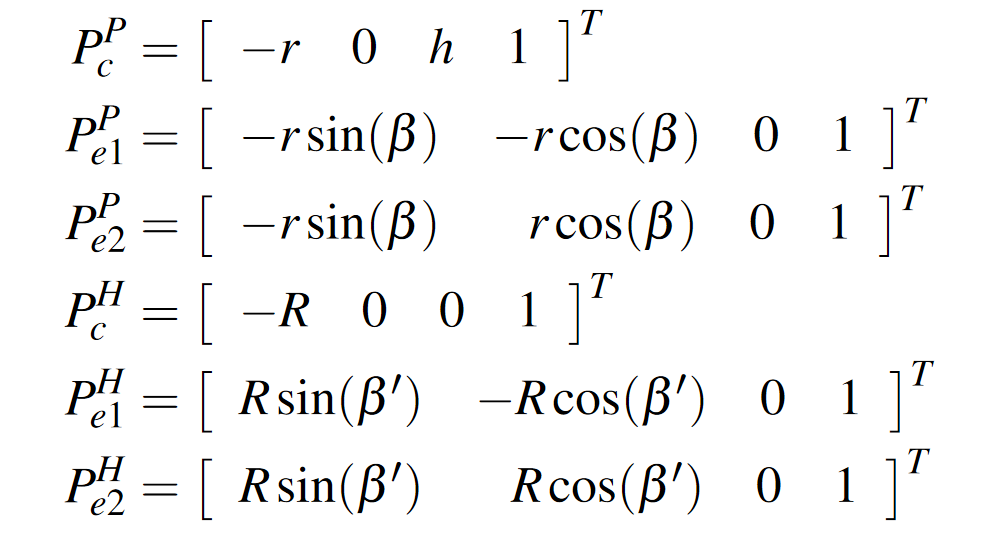 P_c^P = [ −r 0 h 1 ]^T
P_{e1}^P = [ −r sin(β) −r cos(β) 0 1 ]^T
P_{e2}^P = [ −r sin(β) r cos(β) 0 1 ]^T
P_c^H = [ −R 0 0 1 ]^T
P_{e1}^H = [ R sin(β′) −R cos(β′) 0 1 ]^T
P_{e2}^H = [ R sin(β′) R cos(β′) 0 1 ]^T